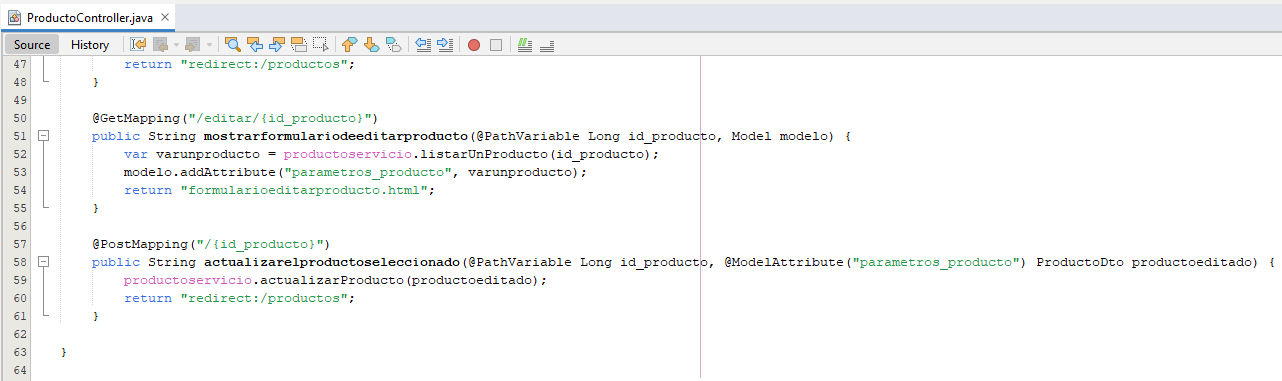 ProductoController.java
Source History
47 return "redirect:/productos";
48 }
49
50 @GetMapping("/editar/{id_producto}")
51 public String mostrarformulariodeeditarproducto(@PathVariable Long id_producto, Model modelo) {
52 var varunproducto = productoservicio.listarUnProducto(id_producto);
53 modelo.addAttribute("parametros_producto", varunproducto);
54 return "formularioeditarproducto.html";
55 }
56
57 @PostMapping("/{id_producto}")
58 public String actualizarelproductoseleccionado(@PathVariable Long id_producto, @ModelAttribute("parametros_producto") ProductoDto productoeditado) {
59 productoservicio.actualizarProducto(productoeditado);
60 return "redirect:/productos";
61 }
62
63 }
64